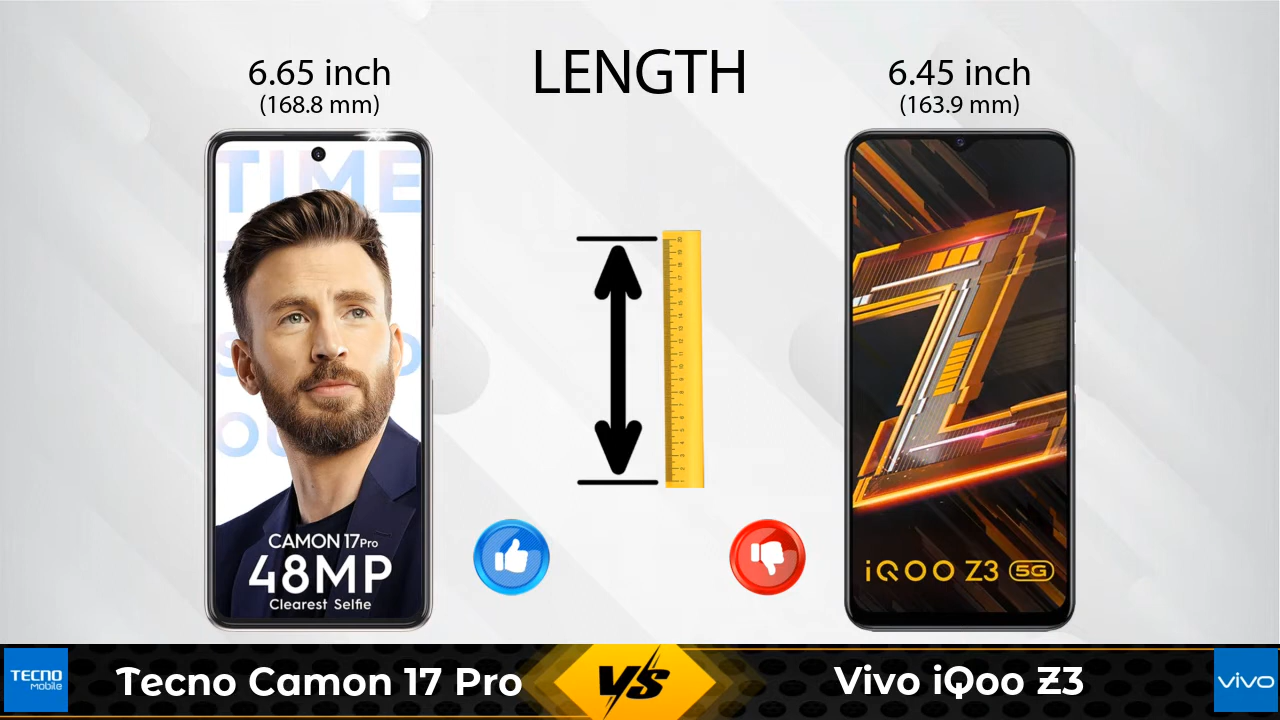 LENGTH
6.65 inch
(168.8 mm)
6.45 inch
(163.9 mm)
TIME
CAMON 17 Pro
48MP
Clearest Selfie
Z
iQOO Z3 5G
TECNO
mobile
Tecno Camon 17 Pro
VS
Vivo iQoo Z3
vivo